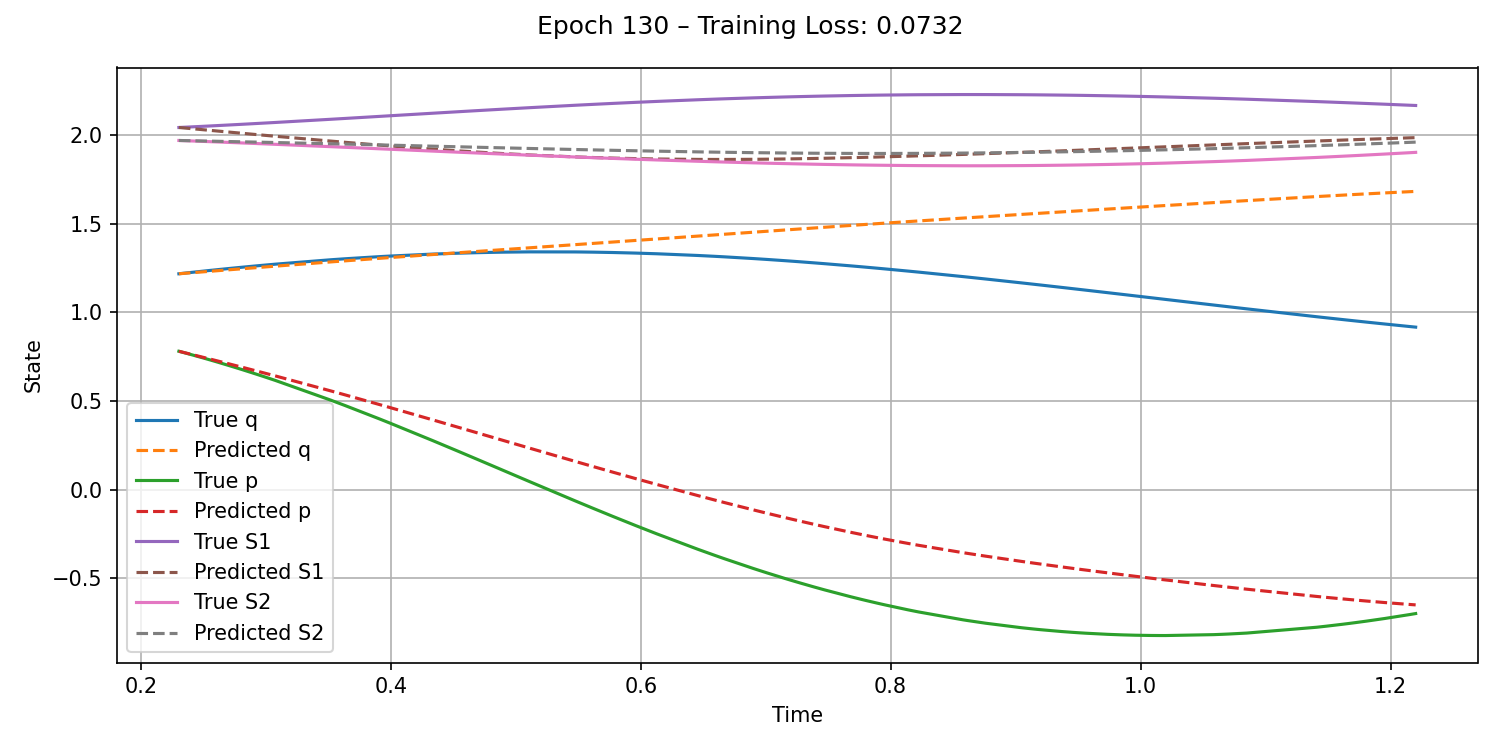 Epoch 130 – Training Loss: 0.0732
State
2.0
1.5
1.0
0.5
0.0
−0.5
True q
Predicted q
True p
Predicted p
True S1
Predicted S1
True S2
Predicted S2
0.2 0.4 0.6 0.8 1.0 1.2
Time